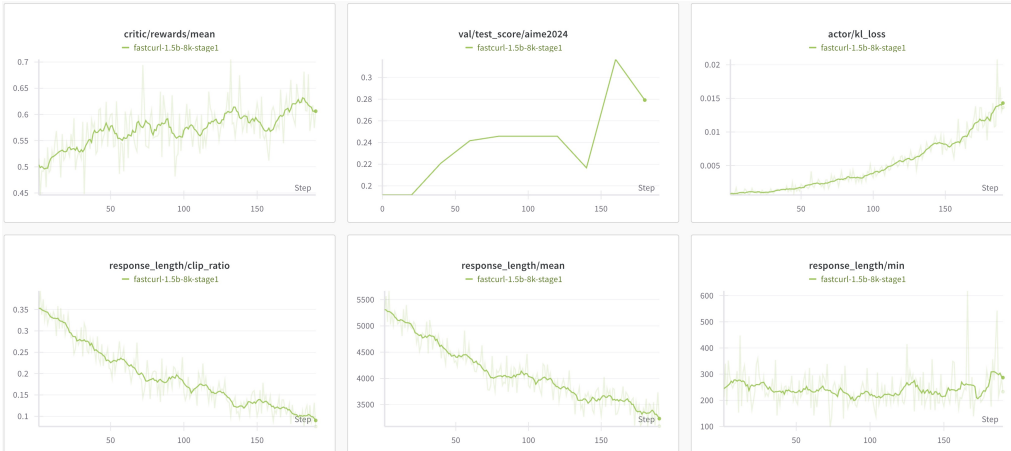 critic/rewards/mean
fastcurl-1.5b-8k-stage1
0.7
0.65
0.6
0.55
0.5
0.45
Step
50 100 150
val/test_score/aime2024
fastcurl-1.5b-8k-stage1
0.3
0.28
0.26
0.24
0.22
0.2
Step
0 50 100 150
actor/kl_loss
fastcurl-1.5b-8k-stage1
0.02
0.015
0.01
0.005
Step
50 100 150
response_length/clip_ratio
fastcurl-1.5b-8k-stage1
0.35
0.3
0.25
0.2
0.15
0.1
Step
50 100 150
response_length/mean
fastcurl-1.5b-8k-stage1
5500
5000
4500
4000
3500
Step
50 100 150
response_length/min
fastcurl-1.5b-8k-stage1
600
500
400
300
200
100
Step
50 100 150